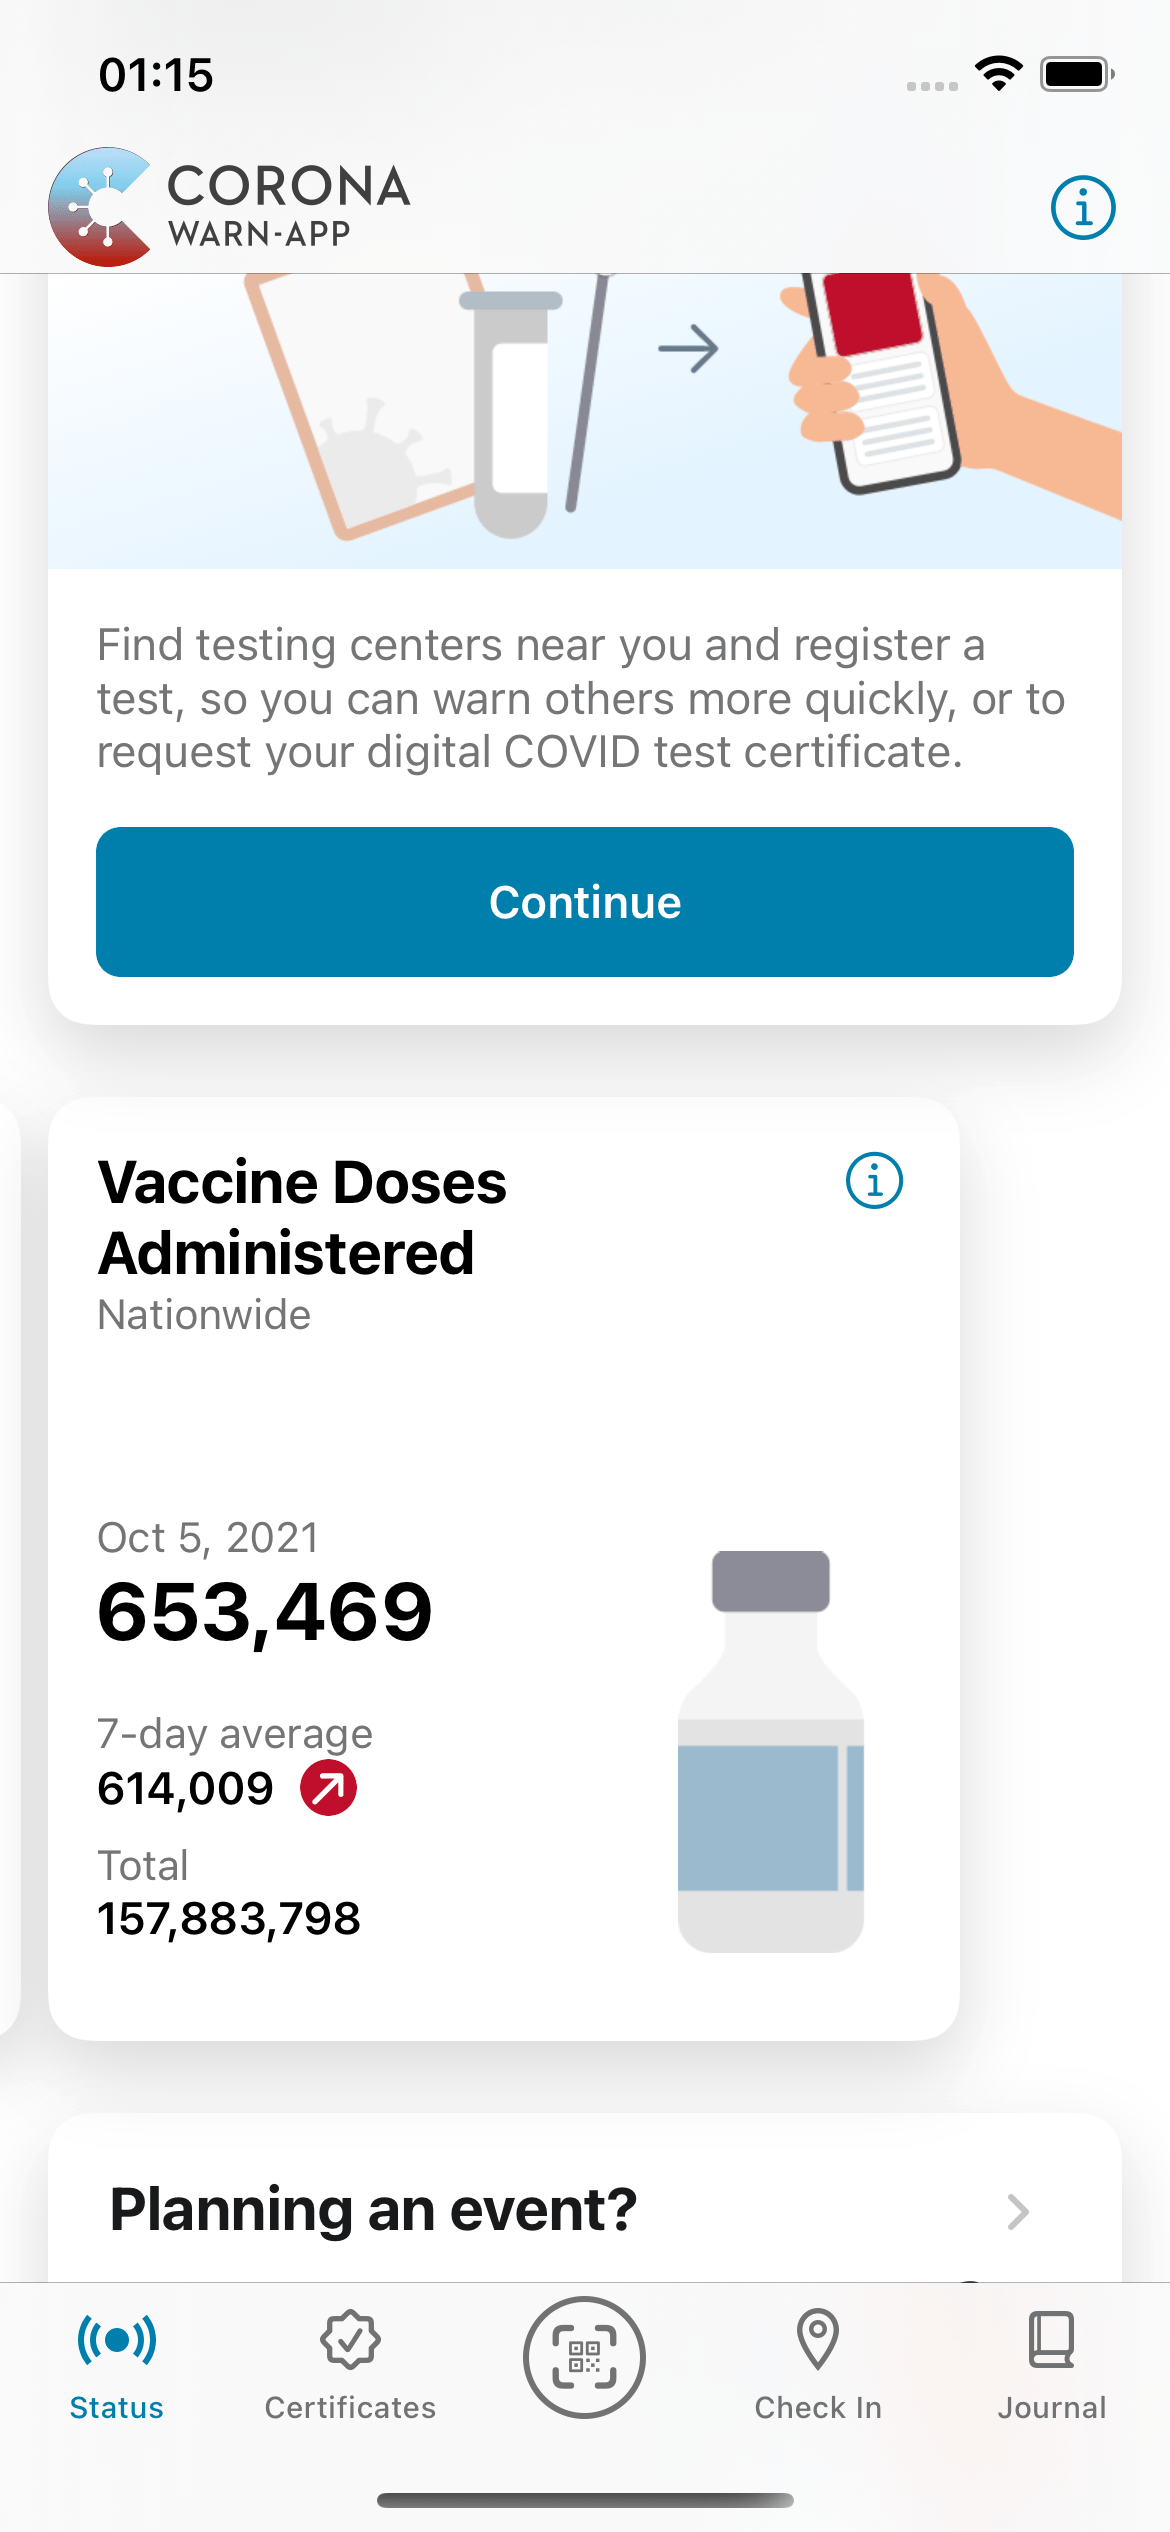 01:15
CORONA
WARN-APP
Find testing centers near you and register a
test, so you can warn others more quickly, or to
request your digital COVID test certificate.
Continue
Vaccine Doses
Administered
Nationwide
Oct 5, 2021
653,469
7-day average
614,009
Total
157,883,798
Planning an event?
Status
Certificates
Check In
Journal